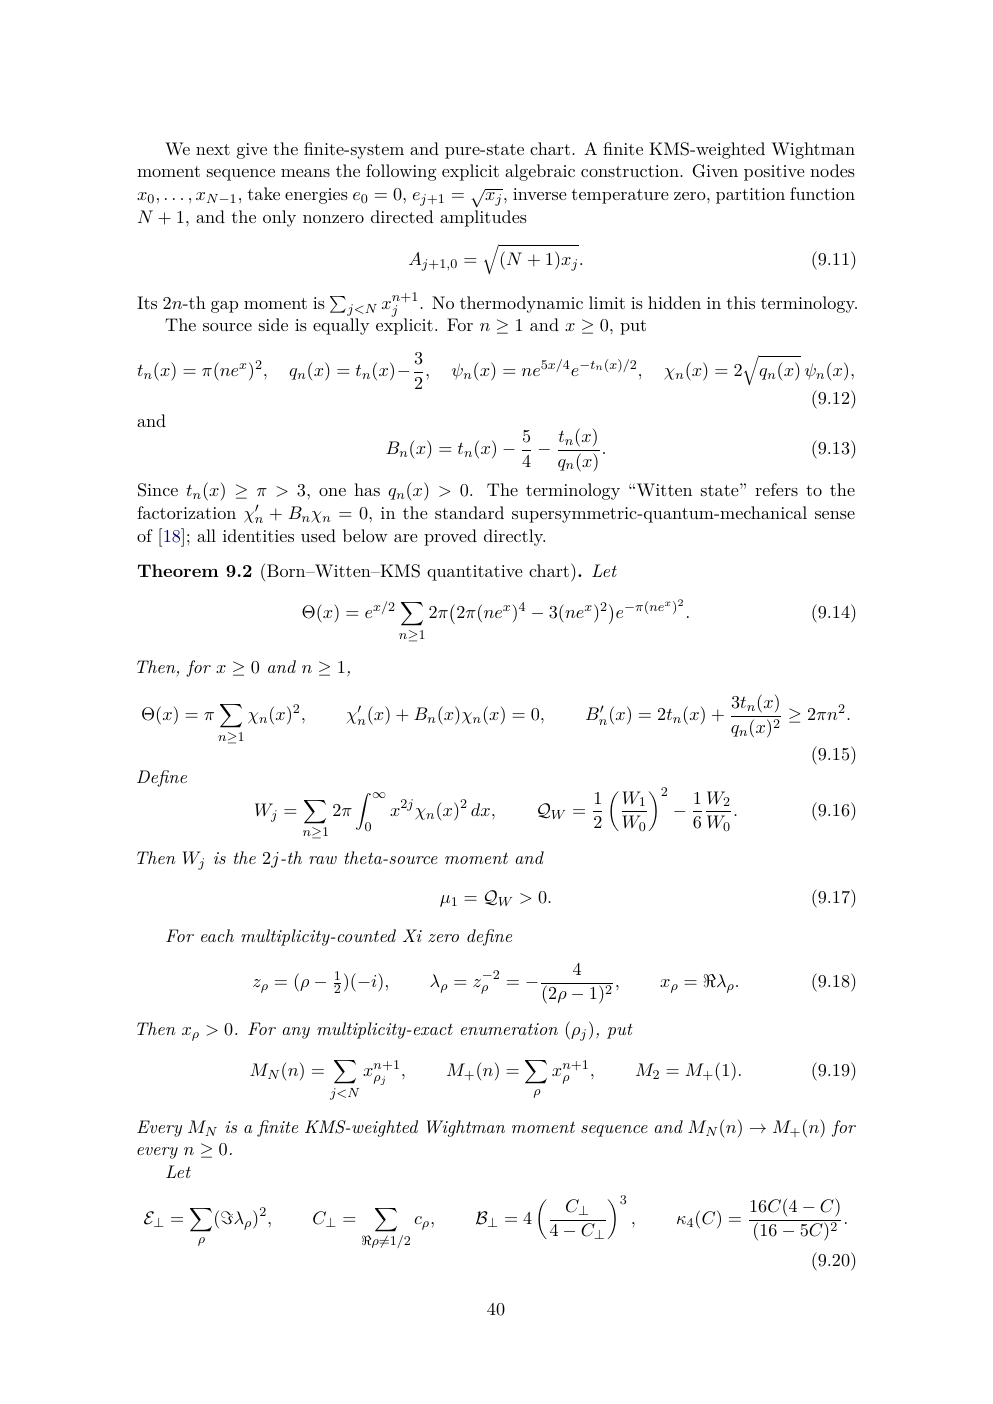 We next give the finite-system and pure-state chart. A finite KMS-weighted Wightman
moment sequence means the following explicit algebraic construction. Given positive nodes
x_0, . . . , x_{N−1}, take energies e_0 = 0, e_{j+1} = √x_j, inverse temperature zero, partition function
N + 1, and the only nonzero directed amplitudes
A_{j+1,0} = √((N + 1)x_j). (9.11)
Its 2n-th gap moment is ∑_{j<N} x_j^{n+1}. No thermodynamic limit is hidden in this terminology.
The source side is equally explicit. For n ≥ 1 and x ≥ 0, put
t_n(x) = π(ne^x)^2, q_n(x) = t_n(x) − 3/2, ψ_n(x) = ne^{5x/4}e^{−t_n(x)/2}, χ_n(x) = 2√(q_n(x)) ψ_n(x),
(9.12)
and
B_n(x) = t_n(x) − 5/4 − t_n(x)/q_n(x). (9.13)
Since t_n(x) ≥ π > 3, one has q_n(x) > 0. The terminology “Witten state” refers to the
factorization χ′_n + B_nχ_n = 0, in the standard supersymmetric-quantum-mechanical sense
of [18]; all identities used below are proved directly.
Theorem 9.2 (Born–Witten–KMS quantitative chart). Let
Θ(x) = e^{x/2} ∑_{n≥1} 2π(2π(ne^x)^4 − 3(ne^x)^2)e^{−π(ne^x)^2}. (9.14)
Then, for x ≥ 0 and n ≥ 1,
Θ(x) = π ∑_{n≥1} χ_n(x)^2, χ′_n(x) + B_n(x)χ_n(x) = 0, B′_n(x) = 2t_n(x) + 3t_n(x)/q_n(x)^2 ≥ 2πn^2.
(9.15)
Define
W_j = ∑_{n≥1} 2π ∫_0^∞ x^{2j}χ_n(x)^2 dx, 𝒬_W = 1/2 (W_1/W_0)^2 − 1/6 W_2/W_0. (9.16)
Then W_j is the 2j-th raw theta-source moment and
μ_1 = 𝒬_W > 0. (9.17)
For each multiplicity-counted Xi zero define
z_ρ = (ρ − 1/2)(−i), λ_ρ = z_ρ^{−2} = − 4/(2ρ − 1)^2, x_ρ = ℜλ_ρ. (9.18)
Then x_ρ > 0. For any multiplicity-exact enumeration (ρ_j), put
M_N(n) = ∑_{j<N} x_{ρ_j}^{n+1}, M_+(n) = ∑_ρ x_ρ^{n+1}, M_2 = M_+(1). (9.19)
Every M_N is a finite KMS-weighted Wightman moment sequence and M_N(n) → M_+(n) for
every n ≥ 0.
Let
ℰ_⊥ = ∑_ρ (ℑλ_ρ)^2, C_⊥ = ∑_{ℜρ≠1/2} c_ρ, ℬ_⊥ = 4 (C_⊥/(4 − C_⊥))^3, κ_4(C) = 16C(4 − C)/(16 − 5C)^2.
(9.20)
40